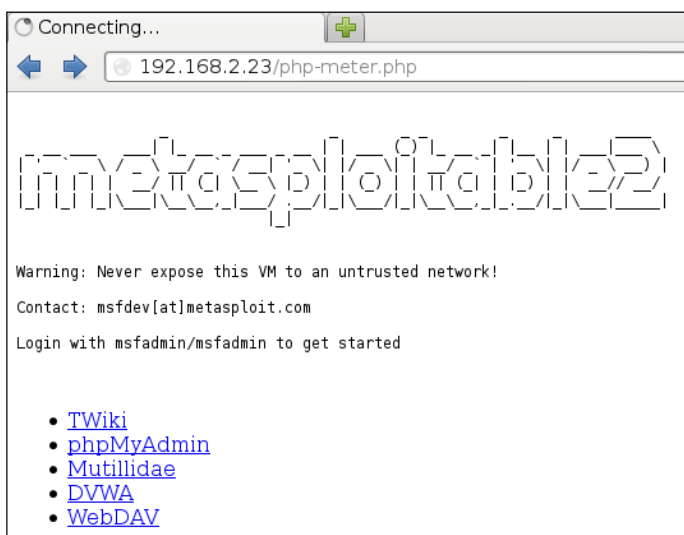 Connecting...
192.168.2.23/php-meter.php
metasploitable2
Warning: Never expose this VM to an untrusted network!
Contact: msfdev[at]metasploit.com
Login with msfadmin/msfadmin to get started
• TWiki
• phpMyAdmin
• Mutillidae
• DVWA
• WebDAV